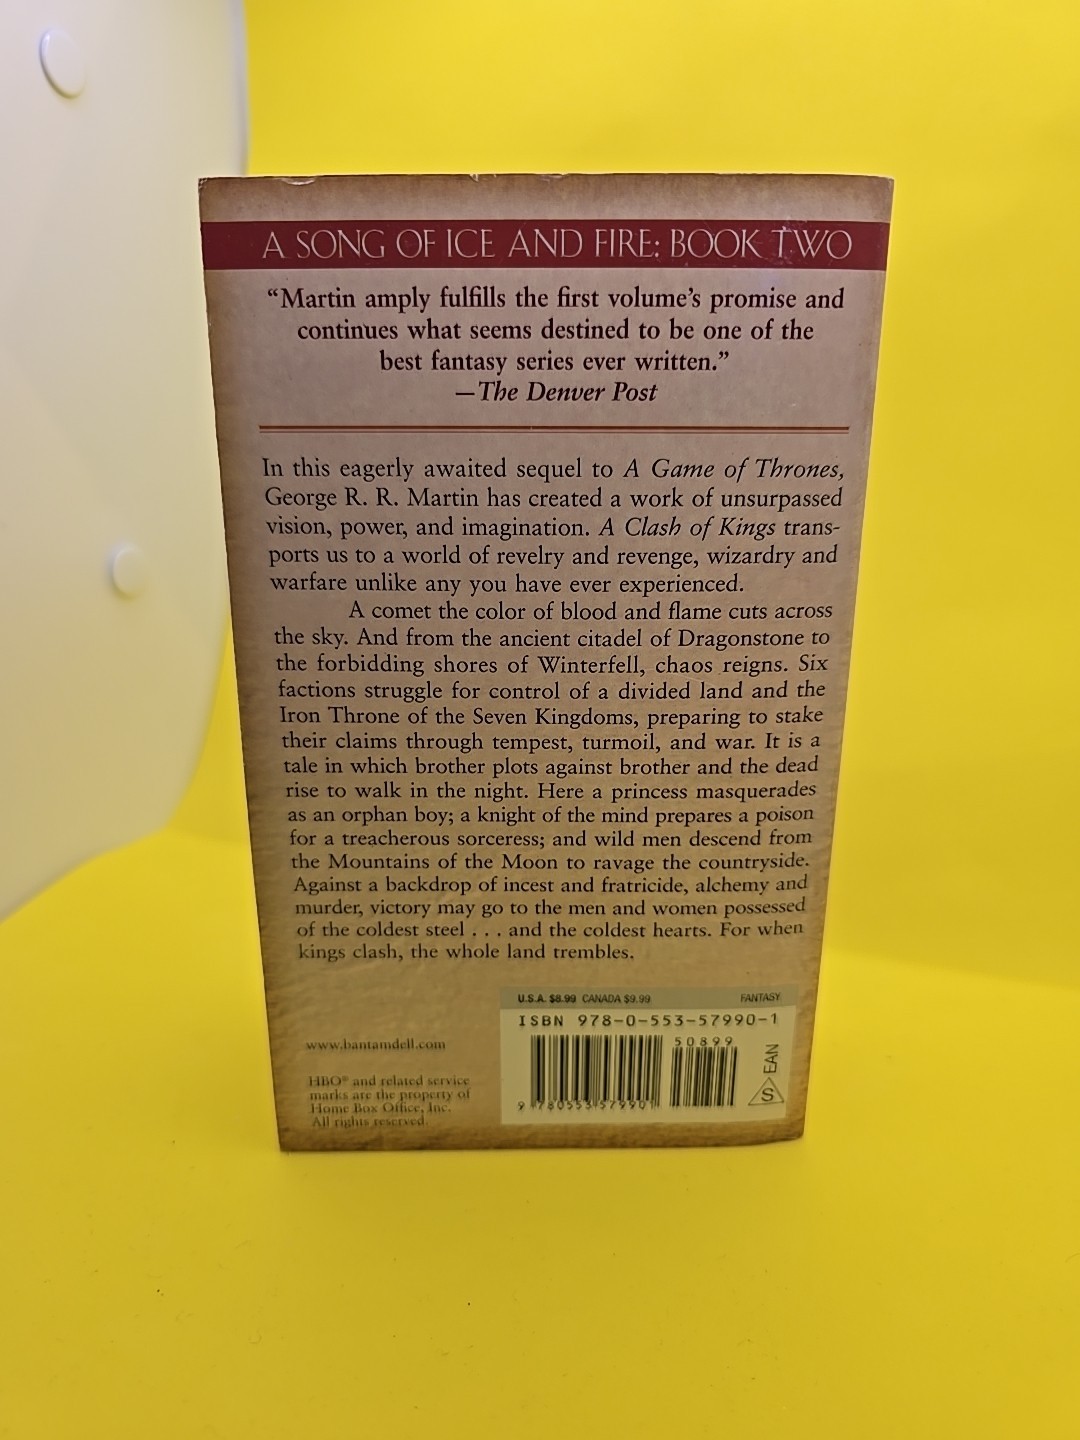 A SONG OF ICE AND FIRE: BOOK TWO
“Martin amply fulfills the first volume’s promise and
continues what seems destined to be one of the
best fantasy series ever written.”
—The Denver Post
In this eagerly awaited sequel to A Game of Thrones,
George R. R. Martin has created a work of unsurpassed
vision, power, and imagination. A Clash of Kings trans-
ports us to a world of revelry and revenge, wizardry and
warfare unlike any you have ever experienced.
A comet the color of blood and flame cuts across
the sky. And from the ancient citadel of Dragonstone to
the forbidding shores of Winterfell, chaos reigns. Six
factions struggle for control of a divided land and the
Iron Throne of the Seven Kingdoms, preparing to stake
their claims through tempest, turmoil, and war. It is a
tale in which brother plots against brother and the dead
rise to walk in the night. Here a princess masquerades
as an orphan boy; a knight of the mind prepares a poison
for a treacherous sorceress; and wild men descend from
the Mountains of the Moon to ravage the countryside.
Against a backdrop of incest and fratricide, alchemy and
murder, victory may go to the men and women possessed
of the coldest steel . . . and the coldest hearts. For when
kings clash, the whole land trembles.
U.S.A. $8.99 CANADA $9.99 FANTASY
ISBN 978-0-553-57990-1
50899
EAN
S
9 780553 579901
www.bantamdell.com
HBO® and related service
marks are the property of
Home Box Office, Inc.
All rights reserved.